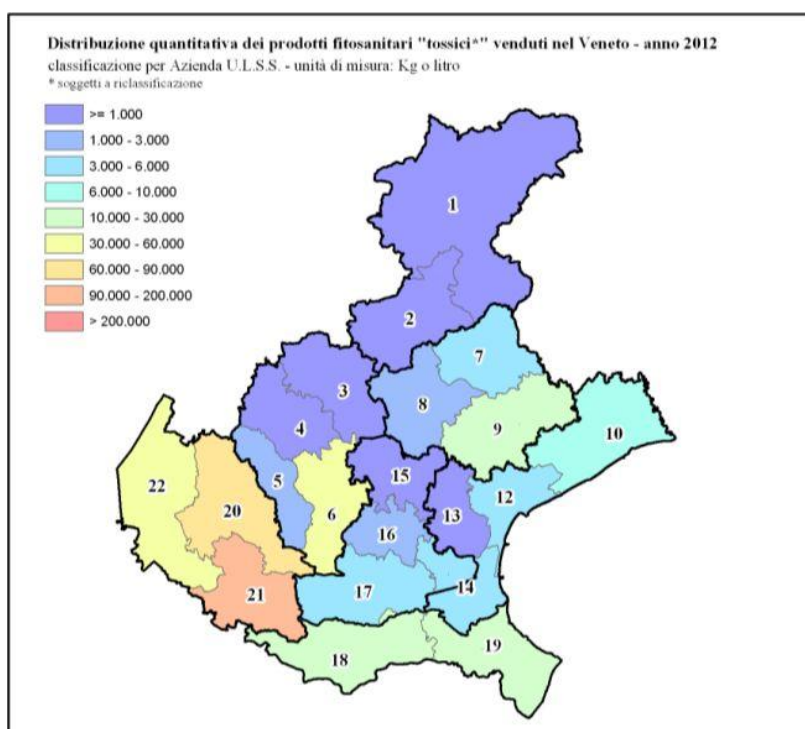 Distribuzione quantitativa dei prodotti fitosanitari "tossici*" venduti nel Veneto - anno 2012
classificazione per Azienda U.L.S.S. - unità di misura: Kg o litro
* soggetti a riclassificazione
>= 1.000
1.000 - 3.000
3.000 - 6.000
6.000 - 10.000
10.000 - 30.000
30.000 - 60.000
60.000 - 90.000
90.000 - 200.000
> 200.000
1
2
7
3
8
4
9
10
15
5
22
12
20
6
13
16
14
17
21
19
18